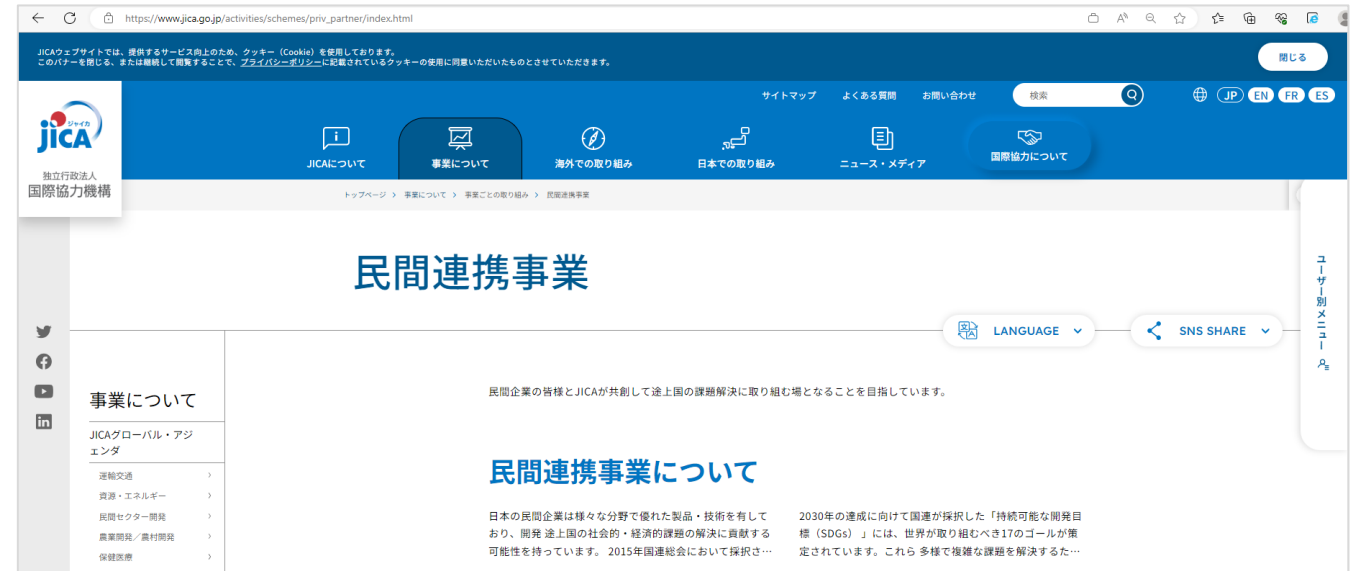 https://www.jica.go.jp/activities/schemes/priv_partner/index.html
JICAウェブサイトでは、提供するサービス向上のため、クッキー（Cookie）を使用しております。
このバナーを閉じる、または継続して閲覧することで、プライバシーポリシーに記載されているクッキーの使用に同意いただいたものとさせていただきます。
閉じる
サイトマップ よくある質問 お問い合わせ 検索 JP EN FR ES
ジャイカ
JICA
独立行政法人
国際協力機構
JICAについて 事業について 海外での取り組み 日本での取り組み ニュース・メディア 国際協力について
トップページ > 事業について > 事業ごとの取り組み > 民間連携事業
民間連携事業
ユーザー別メニュー
LANGUAGE SNS SHARE
事業について
JICAグローバル・アジ
ェンダ
運輸交通
資源・エネルギー
民間セクター開発
農業開発／農村開発
保健医療
民間企業の皆様とJICAが共創して途上国の課題解決に取り組む場となることを目指しています。
民間連携事業について
日本の民間企業は様々な分野で優れた製品・技術を有して
おり、開発 途上国の社会的・経済的課題の解決に貢献する
可能性を持っています。 2015年国連総会において採択さ…
2030年の達成に向けて国連が採択した「持続可能な開発目
標（SDGs） 」には、世界が取り組むべき17のゴールが策
定されています。これら 多様で複雑な課題を解決するた…